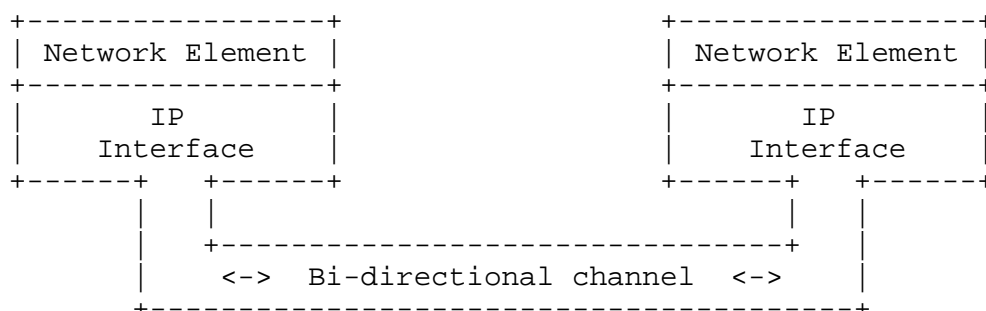 Network Element Network Element
IP IP
Interface Interface
<-> Bi-directional channel <->